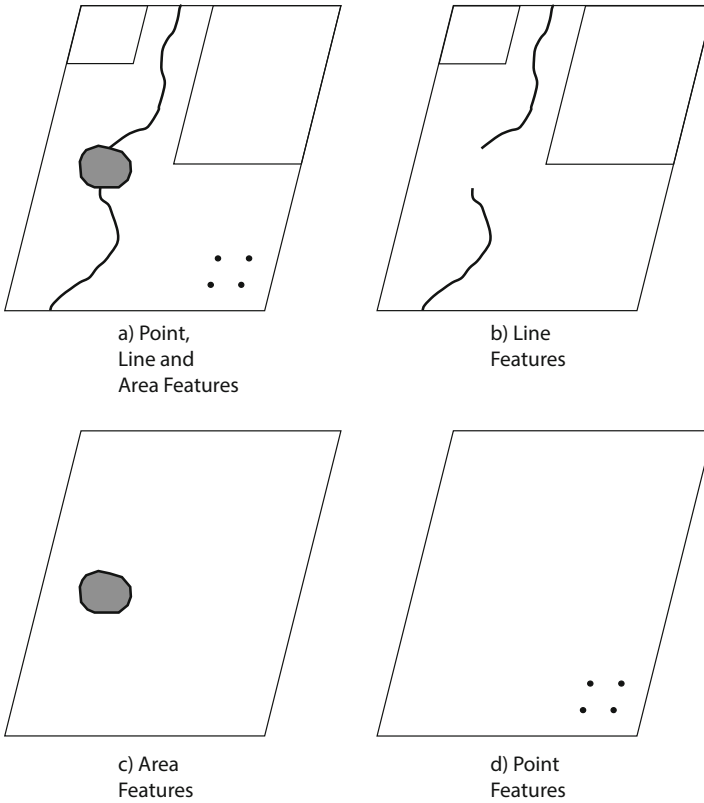 a) Point,
Line and
Area Features
b) Line
Features
c) Area
Features
d) Point
Features